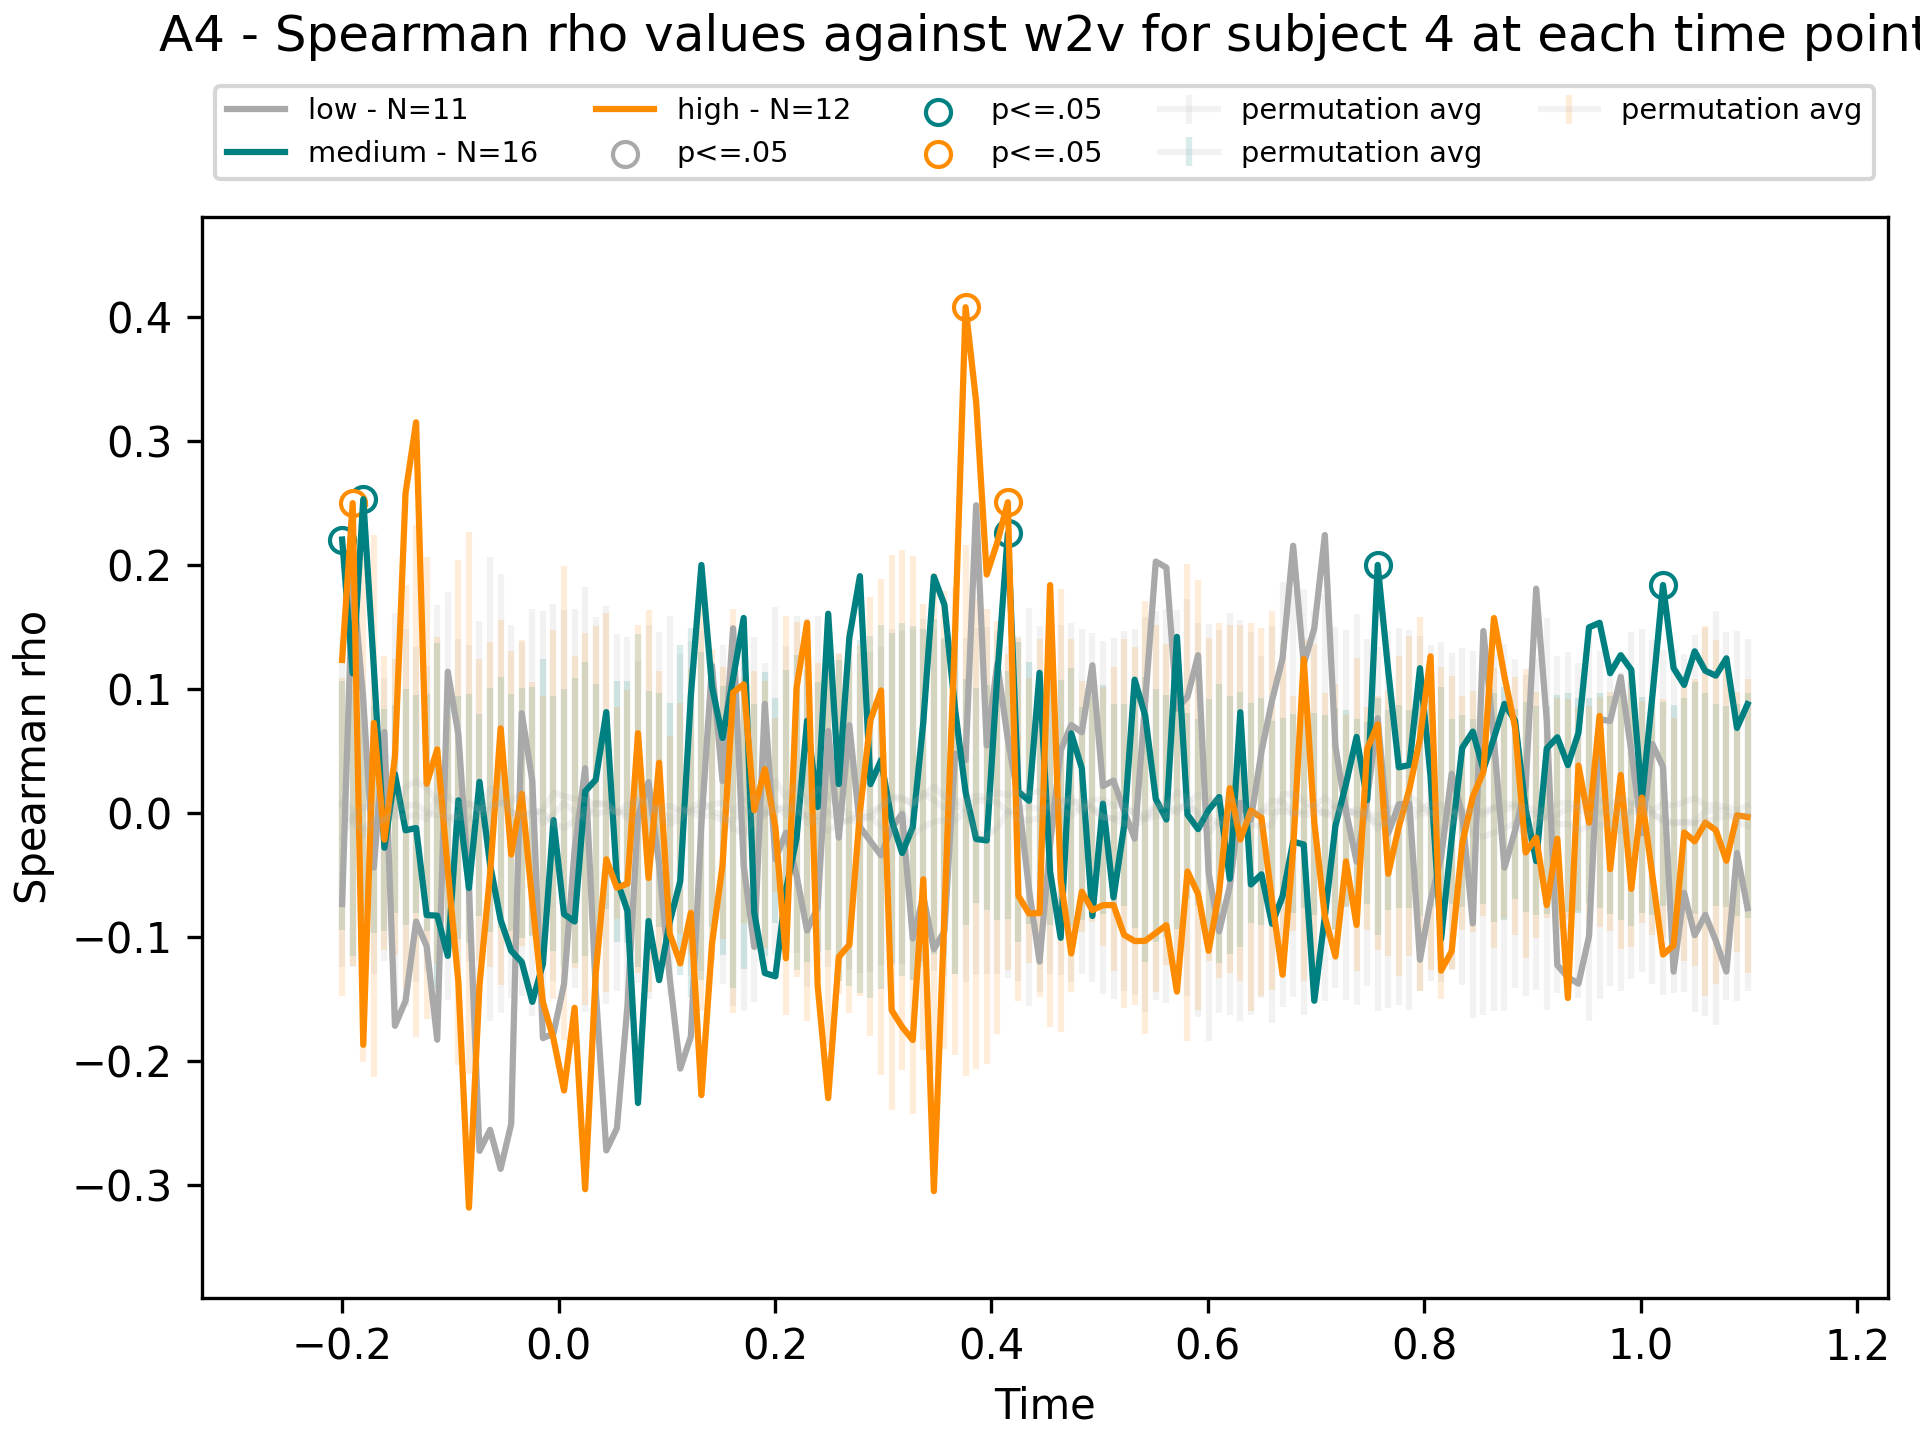 A4 - Spearman rho values against w2v for subject 4 at each time point
low - N=11
medium - N=16
high - N=12
p<=.05
p<=.05
p<=.05
permutation avg
permutation avg
permutation avg
Spearman rho
0.4
0.3
0.2
0.1
0.0
−0.1
−0.2
−0.3
−0.2 0.0 0.2 0.4 0.6 0.8 1.0 1.2
Time